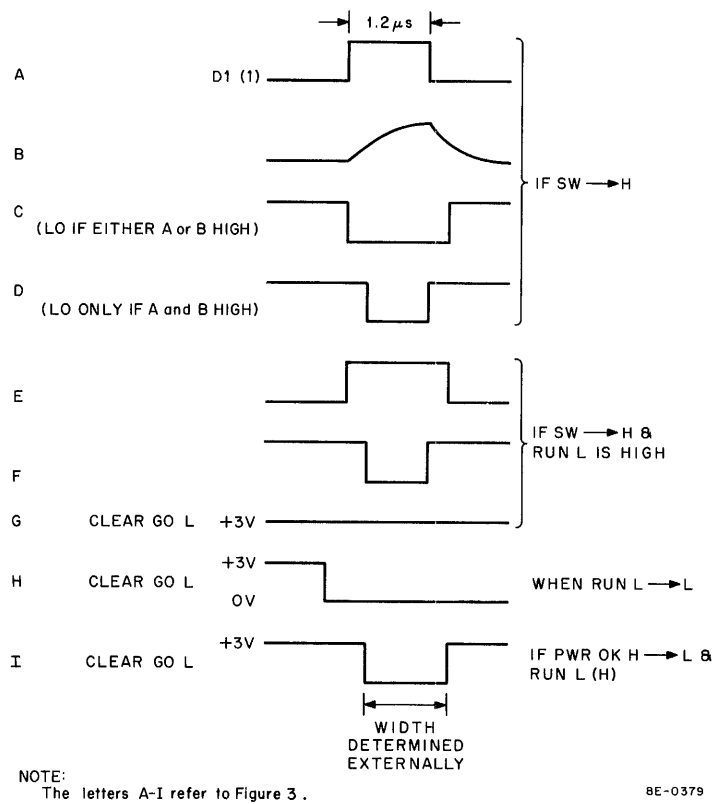 1.2 μs
A D1 (1)
B
IF SW → H
C
(LO IF EITHER A or B HIGH)
D
(LO ONLY IF A and B HIGH)
E
IF SW → H &
RUN L IS HIGH
F
G CLEAR GO L +3V
+3V
H CLEAR GO L WHEN RUN L → L
0V
+3V
I CLEAR GO L IF PWR OK H → L &
RUN L (H)
WIDTH
DETERMINED
EXTERNALLY
NOTE:
The letters A-I refer to Figure 3.
8E-0379